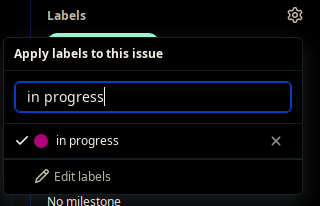 Labels
Apply labels to this issue
in progress
in progress
Edit labels
No milestone